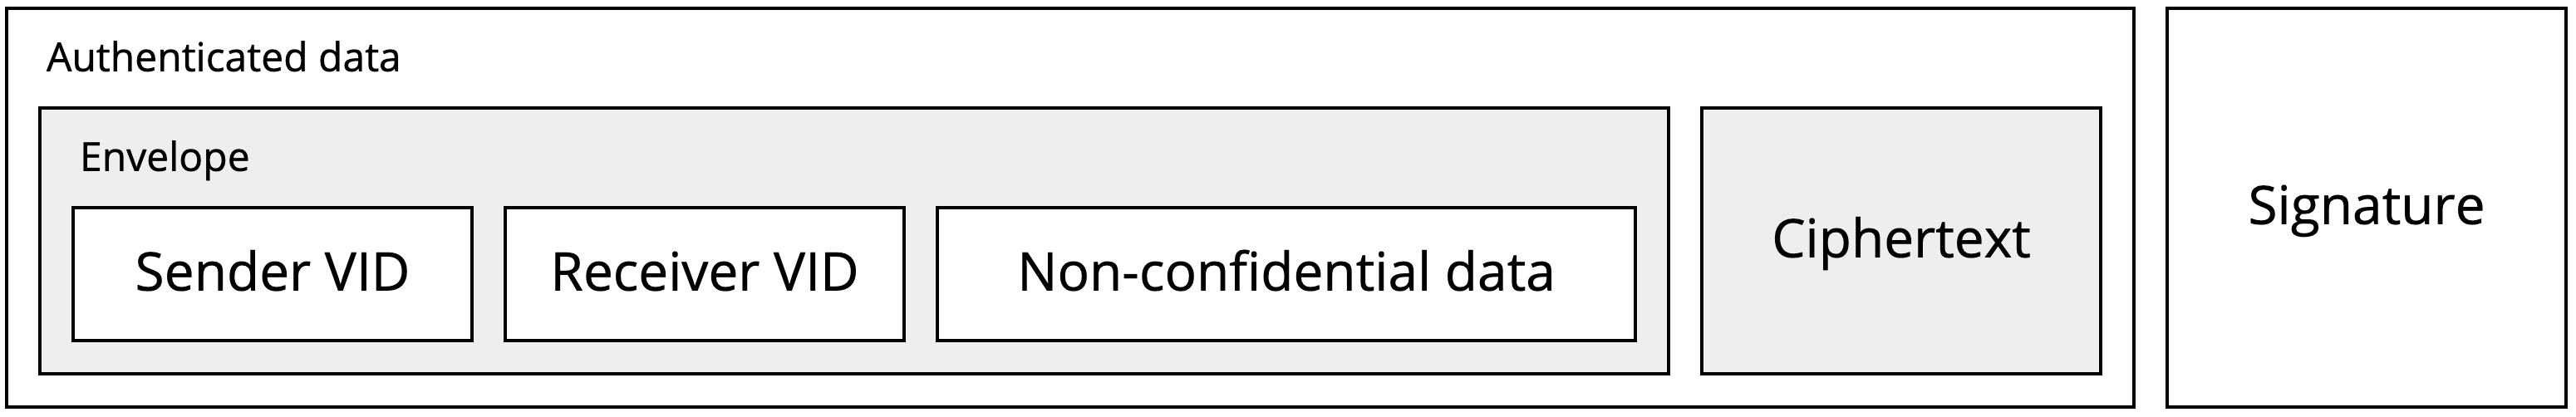 Authenticated data
Envelope
Sender VID
Receiver VID
Non-confidential data
Ciphertext
Signature